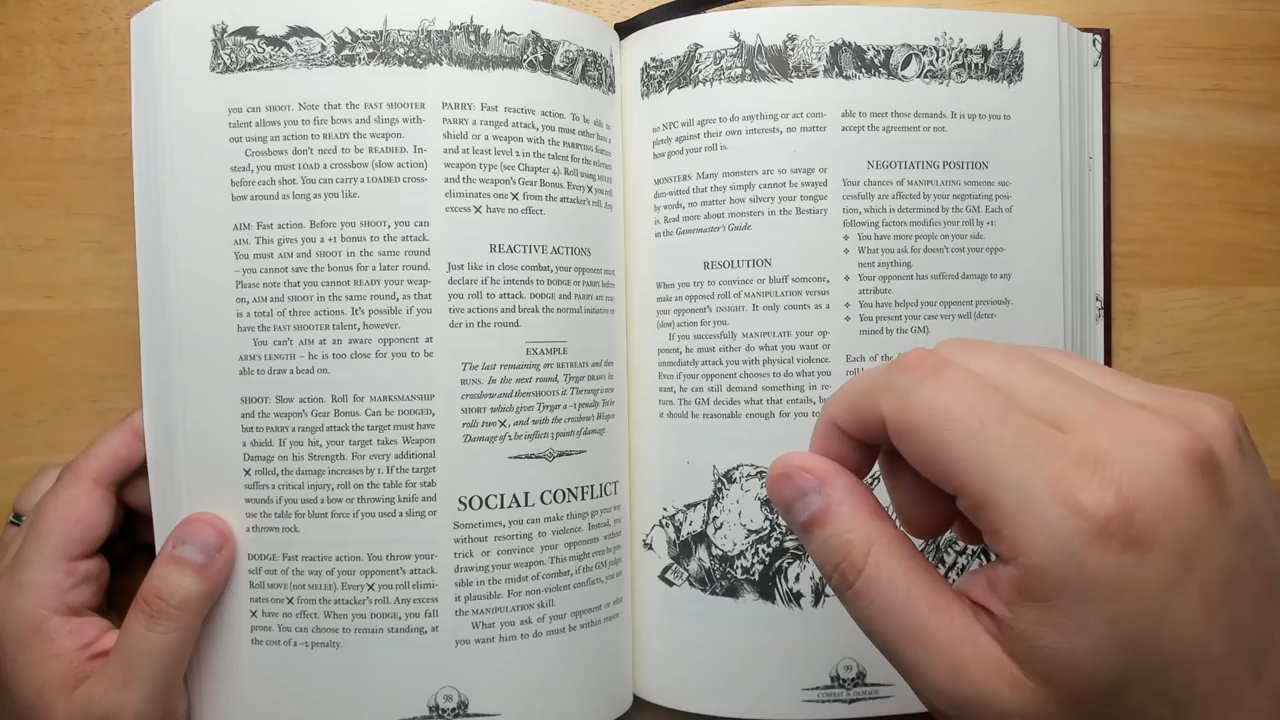 you can SHOOT. Note that the FAST SHOOTER
talent allows you to fire bows and slings with-
out using an action to READY the weapon.
Crossbows don't need to be READIED. In-
stead, you must LOAD a crossbow (slow action)
before each shot. You can carry a LOADED cross-
bow around as long as you like.
AIM: Fast action. Before you SHOOT, you can
AIM. This gives you a +1 bonus to the attack.
You must AIM and SHOOT in the same round
– you cannot save the bonus for a later round.
Please note that you cannot READY your weap-
on, AIM and SHOOT in the same round, as that
is a total of three actions. It's possible if you
have the FAST SHOOTER talent, however.
You can't AIM at an aware opponent at
ARM'S LENGTH – he is too close for you to be
able to draw a bead on.
SHOOT: Slow action. Roll for MARKSMANSHIP
and the weapon's Gear Bonus. Can be DODGED,
but to PARRY a ranged attack the target must have
a shield. If you hit, your target takes Weapon
Damage on his Strength. For every additional
X rolled, the damage increases by 1. If the target
suffers a critical injury, roll on the table for stab
wounds if you used a bow or throwing knife and
use the table for blunt force if you used a sling or
a thrown rock.
DODGE: Fast reactive action. You throw your-
self out of the way of your opponent's attack.
Roll MOVE (not MELEE). Every X you roll elimi-
nates one X from the attacker's roll. Any excess
X have no effect. When you DODGE, you fall
prone. You can choose to remain standing, at
the cost of a –2 penalty.
PARRY: Fast reactive action. To be able to
PARRY a ranged attack, you must either have a
shield or a weapon with the PARRYING feature
and at least level 2 in the talent for the relevant
weapon type (see Chapter 4). Roll using MELEE
and the weapon's Gear Bonus. Every X you roll
eliminates one X from the attacker's roll. Any
excess X have no effect.
REACTIVE ACTIONS
Just like in close combat, your opponent must
declare if he intends to DODGE or PARRY before
you roll to attack. DODGE and PARRY are reac-
tive actions and break the normal initiative or-
der in the round.
EXAMPLE
The last remaining orc RETREATS and then
RUNS. In the next round, Tyrgar DRAWS his
crossbow and then SHOOTS it. The range is now
SHORT which gives Tyrgar a –1 penalty. Yet he
rolls two X, and with the crossbow's Weapon
Damage of 2 he inflicts 3 points of damage.
SOCIAL CONFLICT
Sometimes, you can make things go your way
without resorting to violence. Instead, you
trick or convince your opponents without
drawing your weapon. This might even be pos-
sible in the midst of combat, if the GM judges
it plausible. For non-violent conflicts, you use
the MANIPULATION skill.
What you ask of your opponent or what
you want him to do must be within reason –
98
no NPC will agree to do anything or act com-
pletely against their own interests, no matter
how good your roll is.
MONSTERS: Many monsters are so savage or
dim-witted that they simply cannot be swayed
by words, no matter how silvery your tongue
is. Read more about monsters in the Bestiary
in the Gamemaster's Guide.
RESOLUTION
When you try to convince or bluff someone,
make an opposed roll of MANIPULATION versus
your opponent's INSIGHT. It only counts as a
(slow) action for you.
If you successfully MANIPULATE your op-
ponent, he must either do what you want or
immediately attack you with physical violence.
Even if your opponent chooses to do what you
want, he can still demand something in re-
turn. The GM decides what that entails, but
it should be reasonable enough for you to
able to meet those demands. It is up to you to
accept the agreement or not.
NEGOTIATING POSITION
Your chances of MANIPULATING someone suc-
cessfully are affected by your negotiating posi-
tion, which is determined by the GM. Each of
following factors modifies your roll by +1:
❖ You have more people on your side.
❖ What you ask for doesn't cost your oppo-
nent anything.
❖ Your opponent has suffered damage to any
attribute.
❖ You have helped your opponent previously.
❖ You present your case very well (deter-
mined by the GM).
Each of the
99
COMBAT & DAMAGE